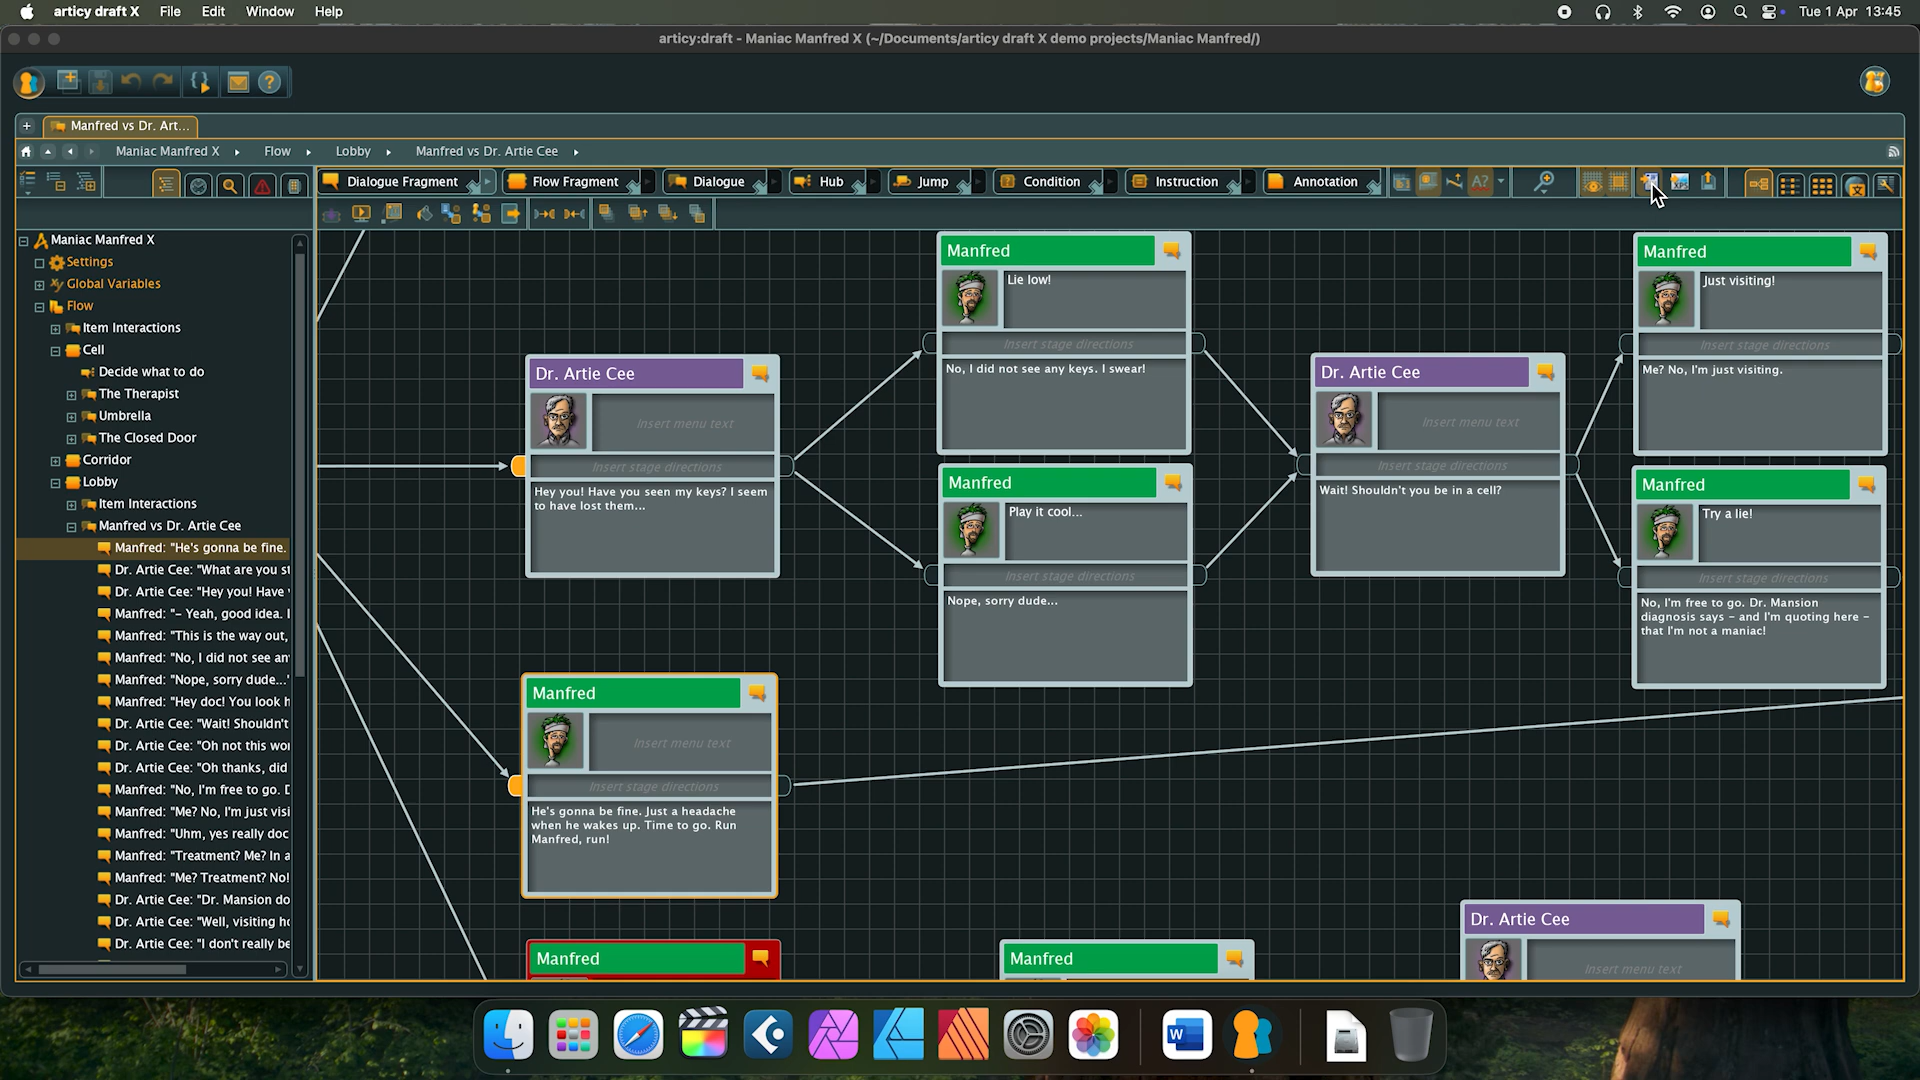 articy draft X File Edit Window Help
Tue 1 Apr 13:45
articy:draft - Maniac Manfred X (~/Documents/articy draft X demo projects/Maniac Manfred/)
Manfred vs Dr. Art...
Maniac Manfred X Flow Lobby Manfred vs Dr. Artie Cee
Dialogue Fragment Flow Fragment Dialogue Hub Jump Condition Instruction Annotation
Maniac Manfred X
Settings
Global Variables
Flow
Item Interactions
Cell
Decide what to do
The Therapist
Umbrella
The Closed Door
Corridor
Lobby
Item Interactions
Manfred vs Dr. Artie Cee
Manfred: "He's gonna be fine.
Dr. Artie Cee: "What are you st
Dr. Artie Cee: "Hey you! Have
Manfred: "– Yeah, good idea. I
Manfred: "This is the way out,
Manfred: "No, I did not see an
Manfred: "Nope, sorry dude..."
Manfred: "Hey doc! You look h
Dr. Artie Cee: "Wait! Shouldn't
Dr. Artie Cee: "Oh not this wor
Dr. Artie Cee: "Oh thanks, did
Manfred: "No, I'm free to go. D
Manfred: "Me? No, I'm just visi
Manfred: "Uhm, yes really doc
Manfred: "Treatment? Me? In a
Manfred: "Me? Treatment? No!
Dr. Artie Cee: "Dr. Mansion do
Dr. Artie Cee: "Well, visiting ho
Dr. Artie Cee: "I don't really be
Dr. Artie Cee
Insert menu text
Insert stage directions
Hey you! Have you seen my keys? I seem
to have lost them...
Manfred
Lie low!
Insert stage directions
No, I did not see any keys. I swear!
Manfred
Play it cool...
Insert stage directions
Nope, sorry dude...
Dr. Artie Cee
Insert menu text
Insert stage directions
Wait! Shouldn't you be in a cell?
Manfred
Just visiting!
Insert stage directions
Me? No, I'm just visiting.
Manfred
Try a lie!
Insert stage directions
No, I'm free to go. Dr. Mansion
diagnosis says – and I'm quoting here –
that I'm not a maniac!
Manfred
Insert menu text
Insert stage directions
He's gonna be fine. Just a headache
when he wakes up. Time to go. Run
Manfred, run!
Manfred
Manfred
Dr. Artie Cee
Insert menu text